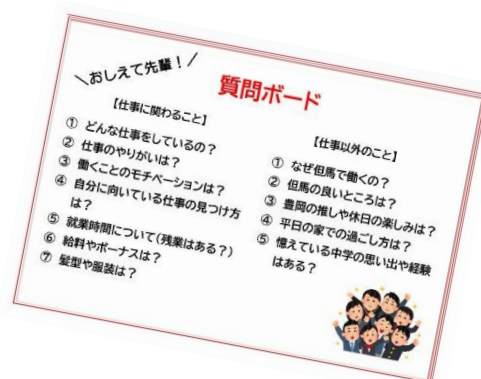 \おしえて先輩！/
質問ボード
【仕事に関わること】
① どんな仕事をしているの？
② 仕事のやりがいは？
③ 働くことのモチベーションは？
④ 自分に向いている仕事の見つけ方
は？
⑤ 就業時間について(残業はある？)
⑥ 給料やボーナスは？
⑦ 髪型や服装は？
【仕事以外のこと】
① なぜ但馬で働くの？
② 但馬の良いところは？
③ 豊岡の推しや休日の楽しみは？
④ 平日の家での過ごし方は？
⑤ 憶えている中学の思い出や経験
はある？